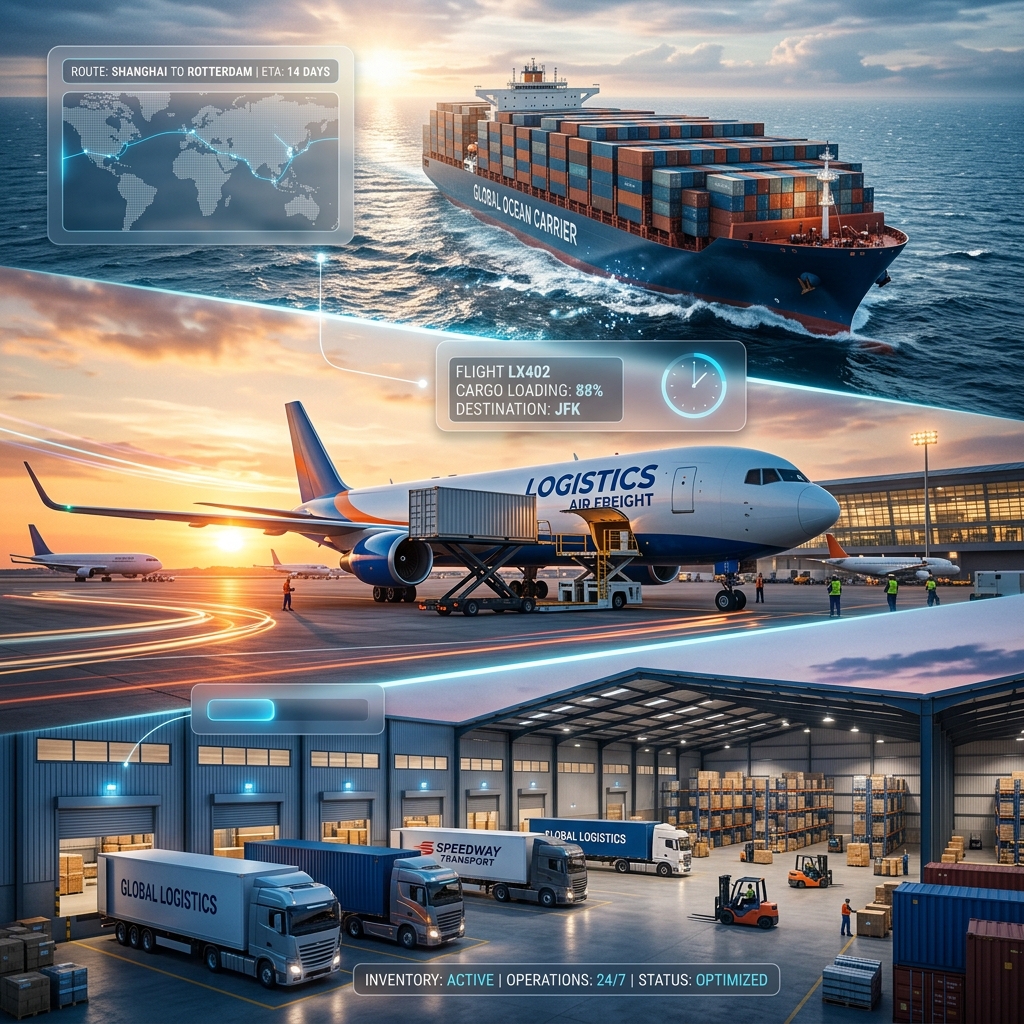 ROUTE: SHANGHAI TO ROTTERDAM | ETA: 14 DAYS
GLOBAL OCEAN CARRIER
FLIGHT LX402
CARGO LOADING: 88%
DESTINATION: JFK
LOGISTICS
AIR FREIGHT
GLOBAL LOGISTICS
SPEEDWAY
TRANSPORT
GLOBAL LOGISTICS
INVENTORY: ACTIVE | OPERATIONS: 24/7 | STATUS: OPTIMIZED